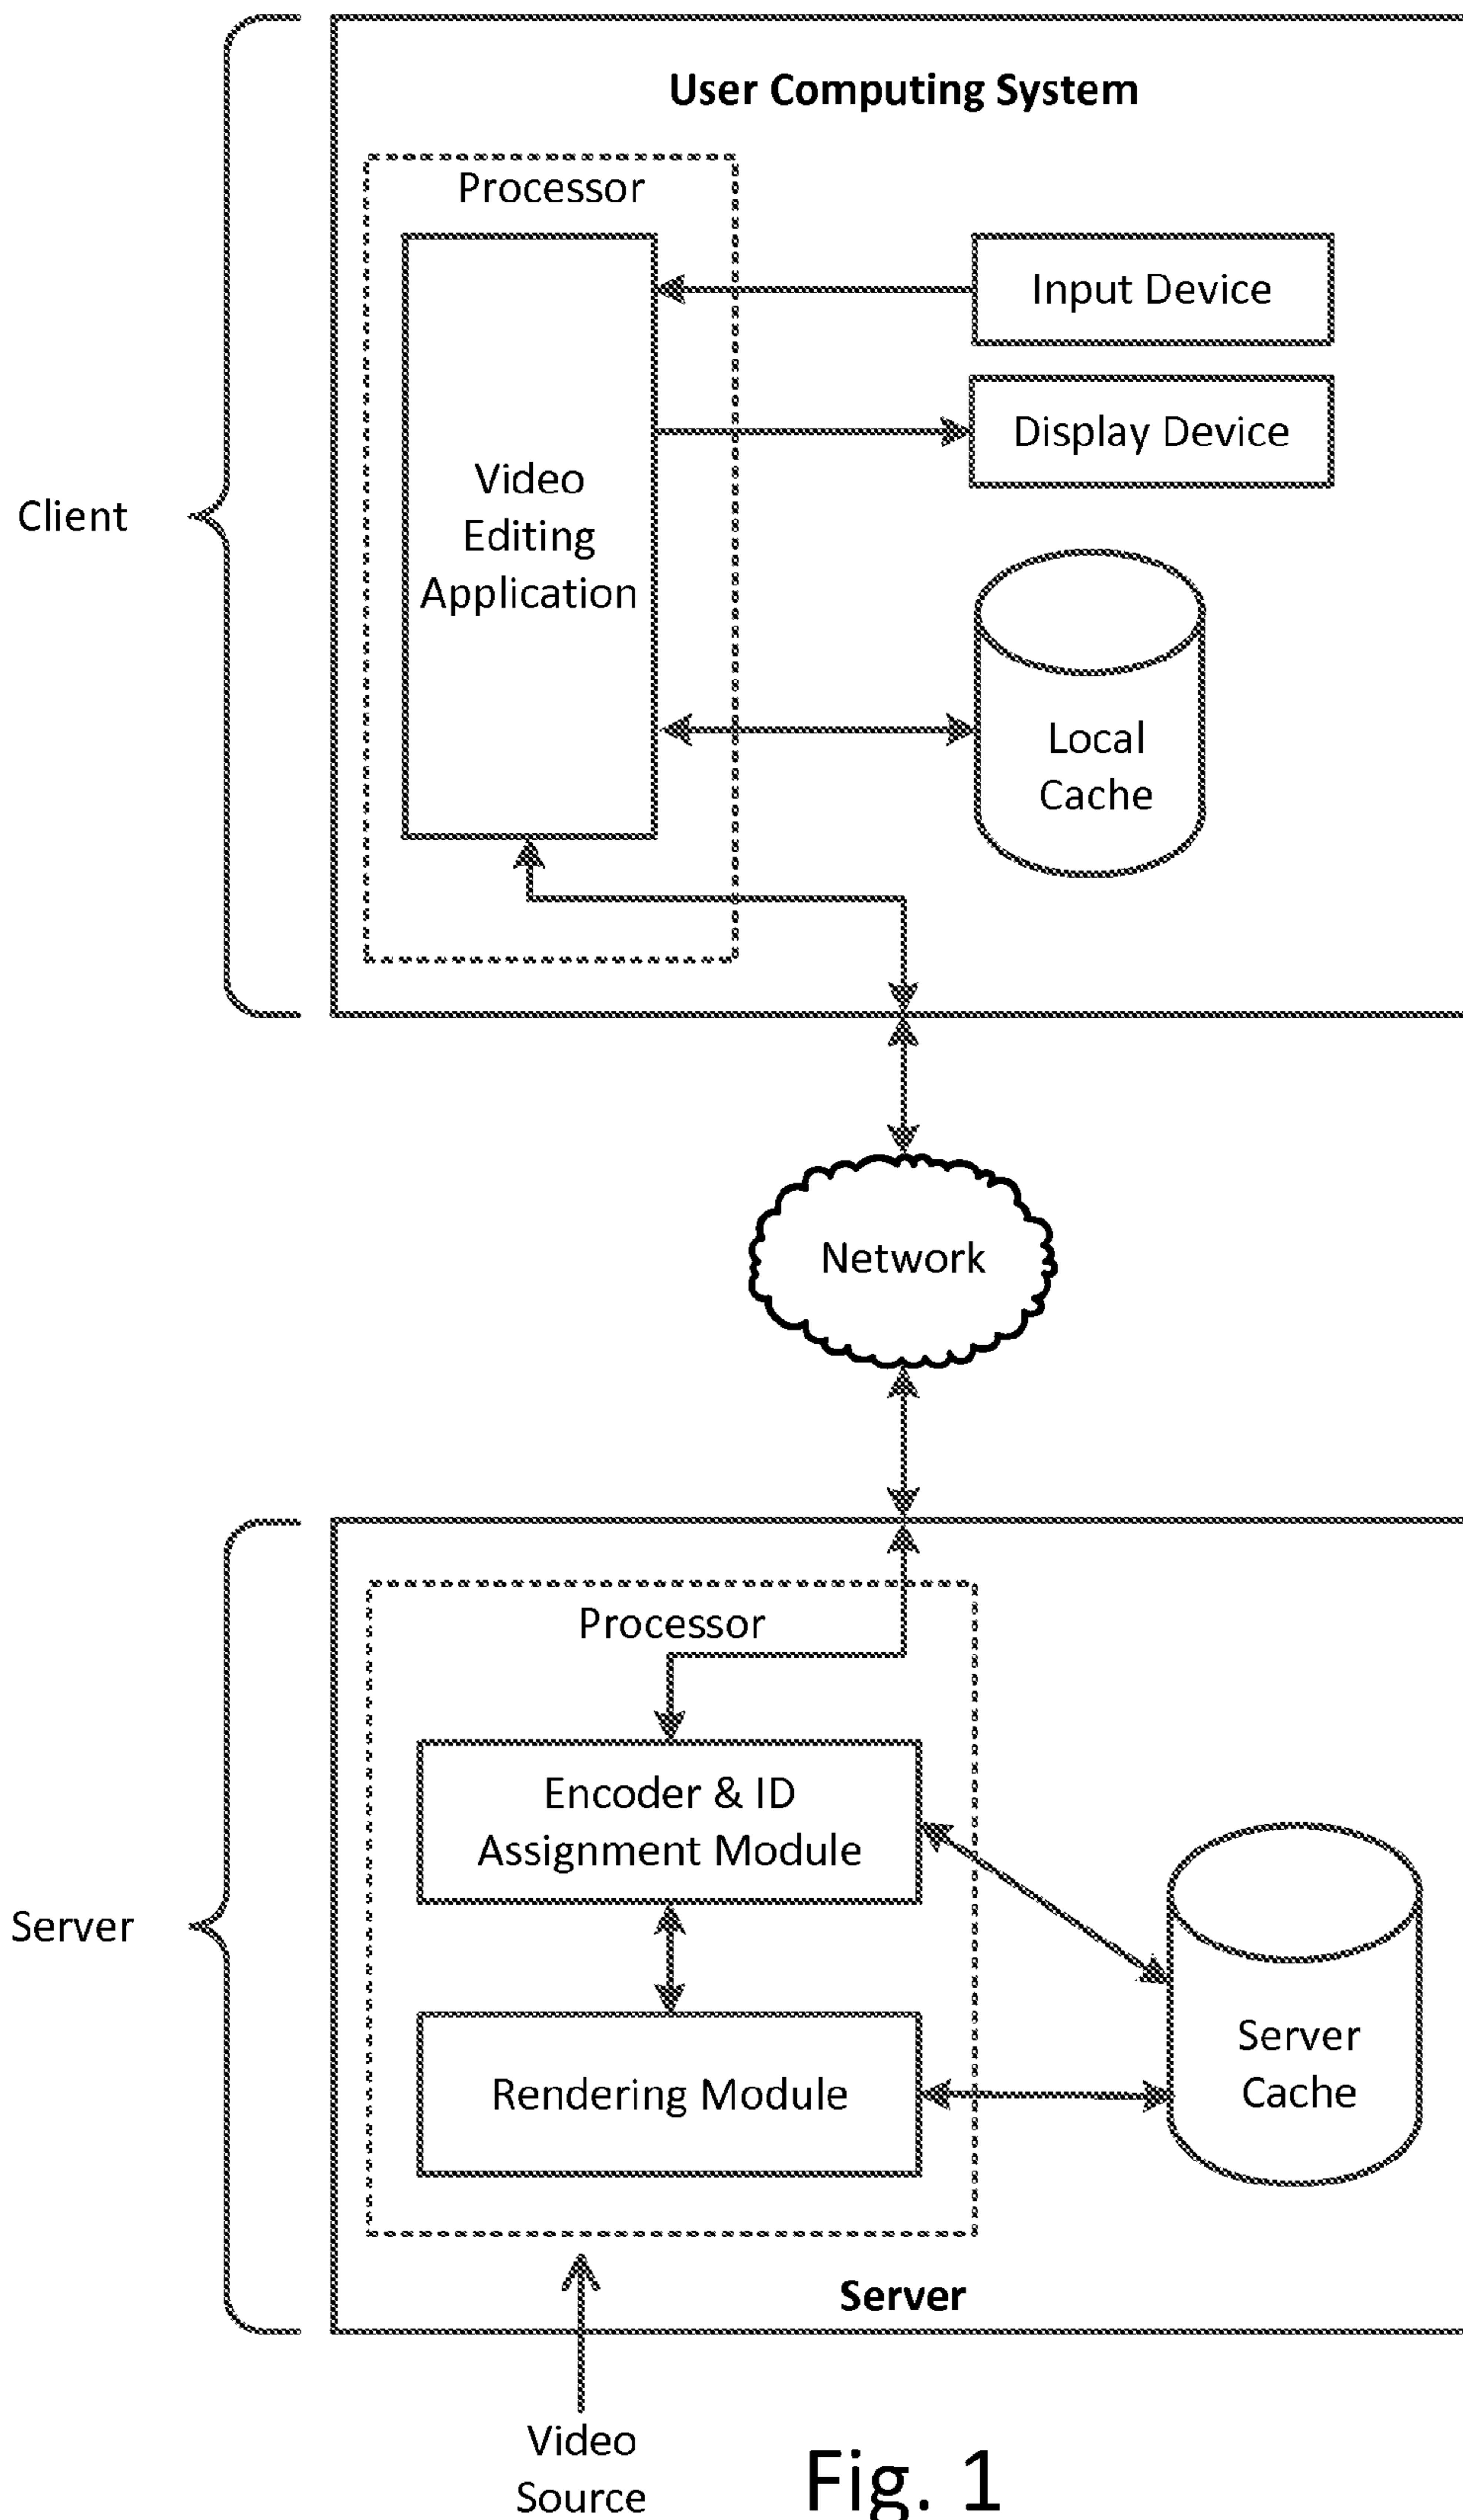 User Computing System
Processor
Input Device
Display Device
Video
Editing
Application
Client
Local
Cache
Network
Processor
Encoder & ID
Assignment Module
Server
Server
Cache
Rendering Module
Server
Video
Source
Fig. 1